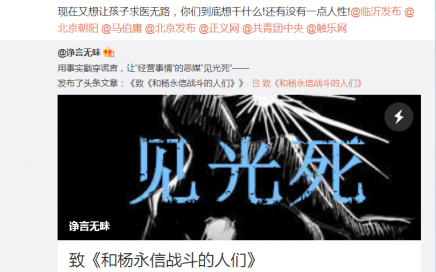 现在又想让孩子求医无路，你们到底想干什么!还有没有一点人性!@临沂发布 @
北京朝阳 @马伯庸 @北京发布 @正义网 @共青团中央 @触乐网
@诤言无昧
用事实戳穿谎言，让"经营事情"的恶媒"见光死"——
发布了头条文章：《致《和杨永信战斗的人们》》 致《和杨永信战斗的人们》
见光死
诤言无昧
致《和杨永信战斗的人们》